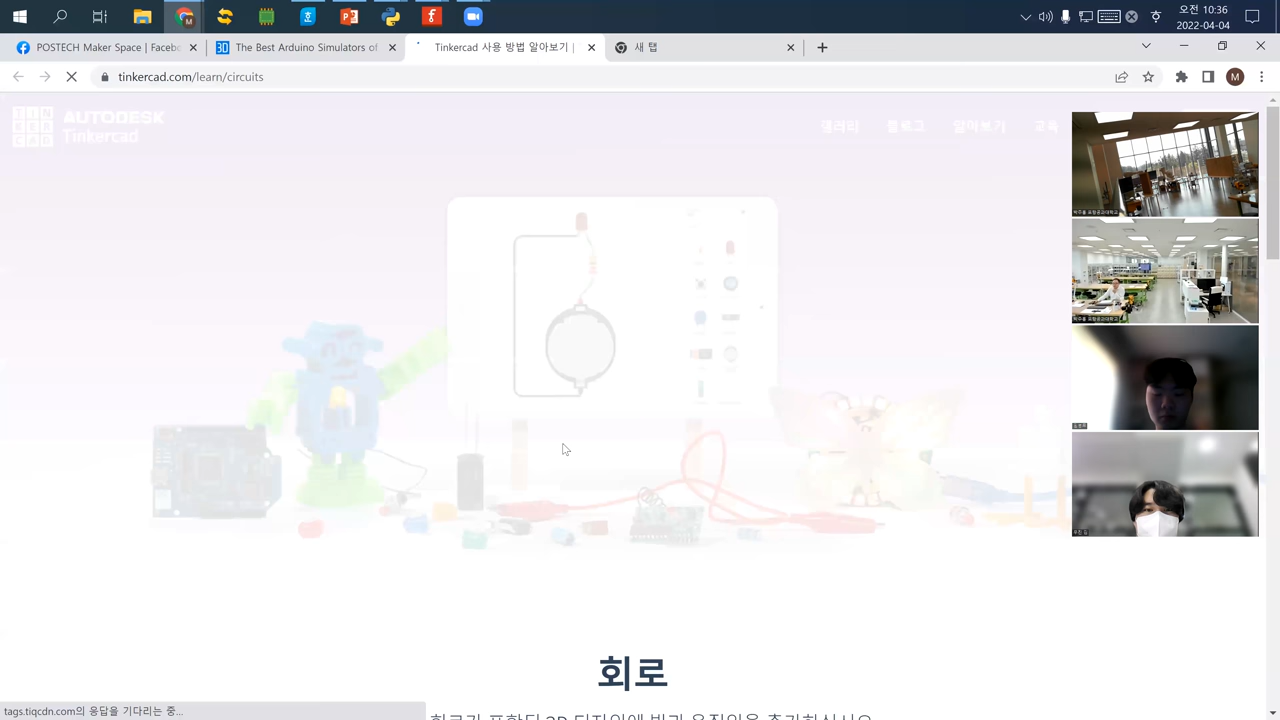 오전 10:36
2022-04-04
POSTECH Maker Space | Facebo
The Best Arduino Simulators of
Tinkercad 사용 방법 알아보기 |
새 탭
tinkercad.com/learn/circuits
M
TINKERCAD
AUTODESK
Tinkercad
갤러리 블로그 알아보기 교육
회로
tags.tiqcdn.com의 응답을 기다리는 중...